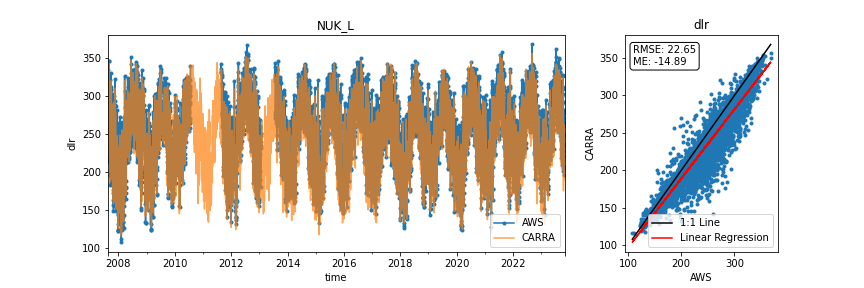 NUK_L
dlr
350
300
250
200
150
100
dlr
2008
2010
2012
2014
2016
2018
2020
2022
time
AWS
CARRA
dlr
RMSE: 22.65
ME: -14.89
350
300
250
200
150
100
CARRA
100
200
300
AWS
1:1 Line
Linear Regression